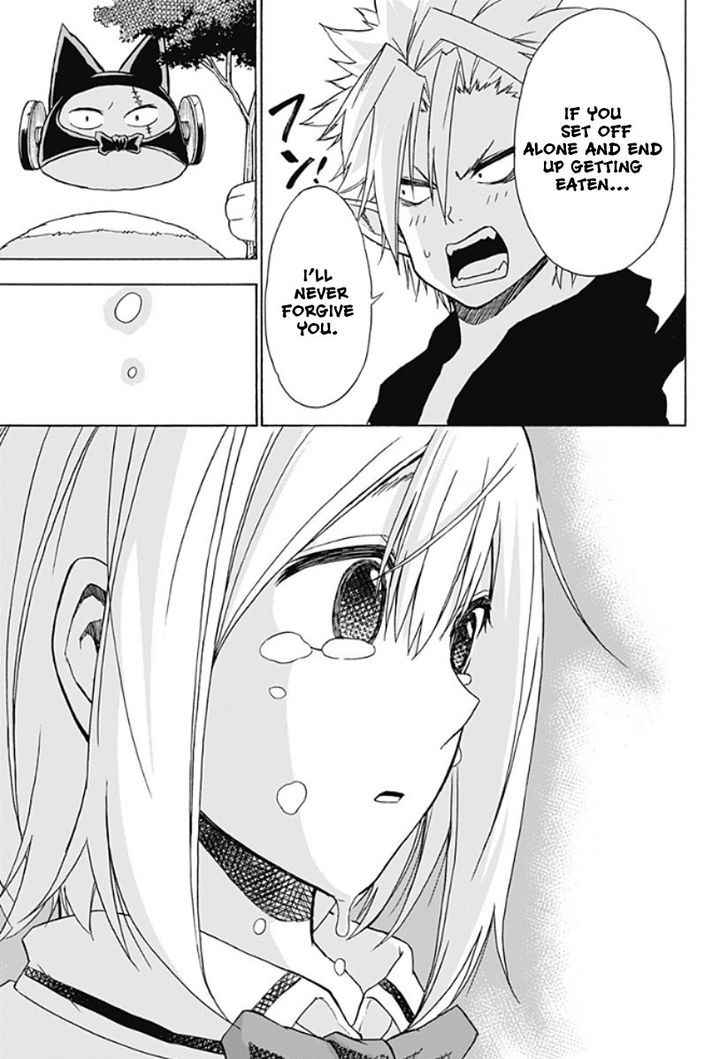 IF YOU
SET OFF
ALONE AND END
UP GETTING
EATEN...
I'LL
NEVER
FORGIVE
YOU.
フン!